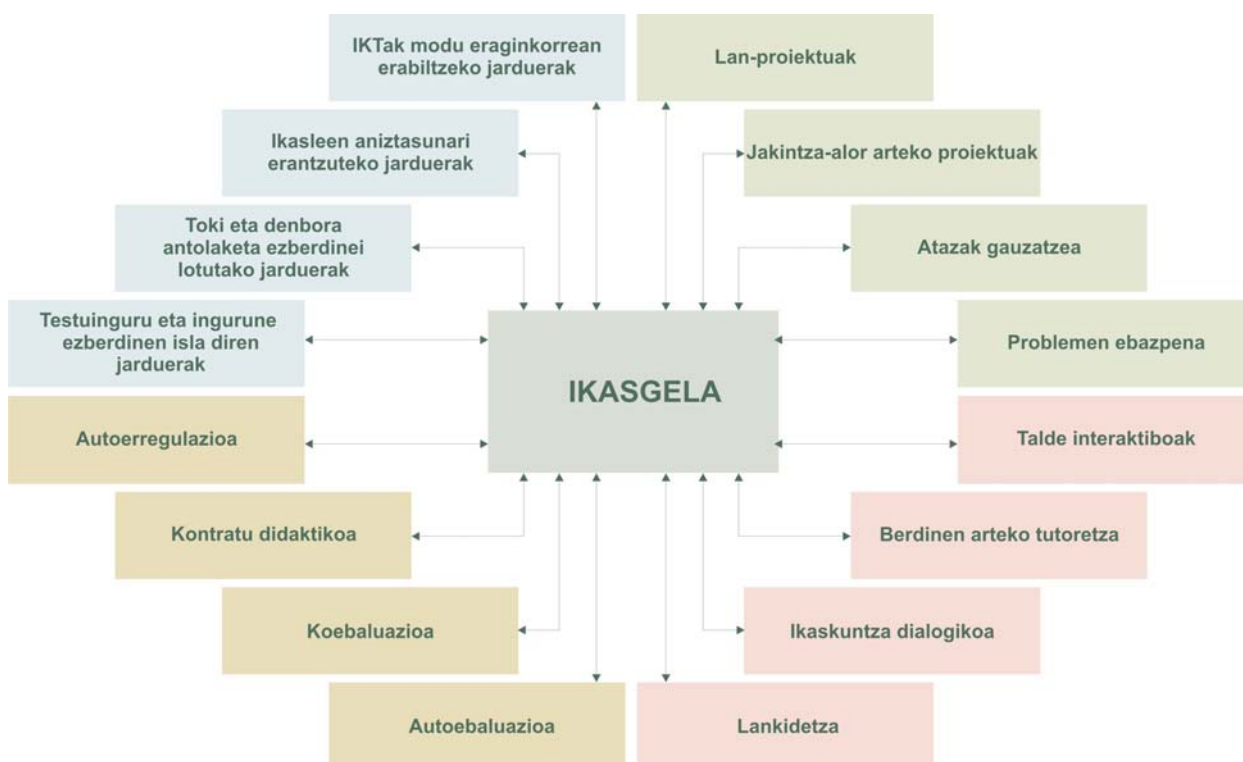 IKTak modu eraginkorrean
erabiltzeko jarduerak
Lan-proiektuak
Ikasleen aniztasunari
erantzuteko jarduerak
Jakintza-alor arteko proiektuak
Toki eta denbora
antolaketa ezberdinei
lotutako jarduerak
Atazak gauzatzea
Testuinguru eta ingurune
ezberdinen isla diren
jarduerak
Problemen ebazpena
IKASGELA
Autoerregulazioa
Talde interaktiboak
Kontratu didaktikoa
Berdinen arteko tutoretza
Koebaluazioa
Ikaskuntza dialogikoa
Autoebaluazioa
Lankidetza